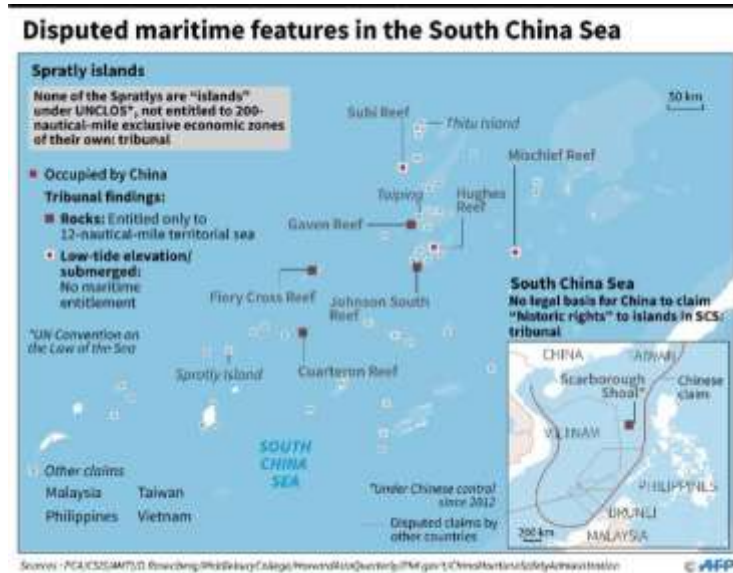 Disputed maritime features in the South China Sea
Spratly islands
None of the Spratlys are "islands"
under UNCLOS*, not entitled to 200-
nautical-mile exclusive economic zones
of their own: tribunal
50 km
Subi Reef
Thitu Island
Mischief Reef
Occupied by China
Tribunal findings:
Rocks: Entitled only to
12-nautical-mile territorial sea
Low-tide elevation/
submerged:
No maritime
entitlement
Taiping
Hughes
Reef
Gaven Reef
Fiery Cross Reef
Johnson South
Reef
*UN Convention on
the Law of the Sea
Spratly Island
Cuarteron Reef
South China Sea
No legal basis for China to claim
"historic rights" to islands in SCS:
tribunal
CHINA
TAIWAN
Scarborough
Shoal*
Chinese
claim
VIETNAM
PHILIPPINES
BRUNEI
MALAYSIA
200 km
SOUTH
CHINA
SEA
Other claims
Malaysia Taiwan
Philippines Vietnam
*Under Chinese control
since 2012
Disputed claims by
other countries
© AFP